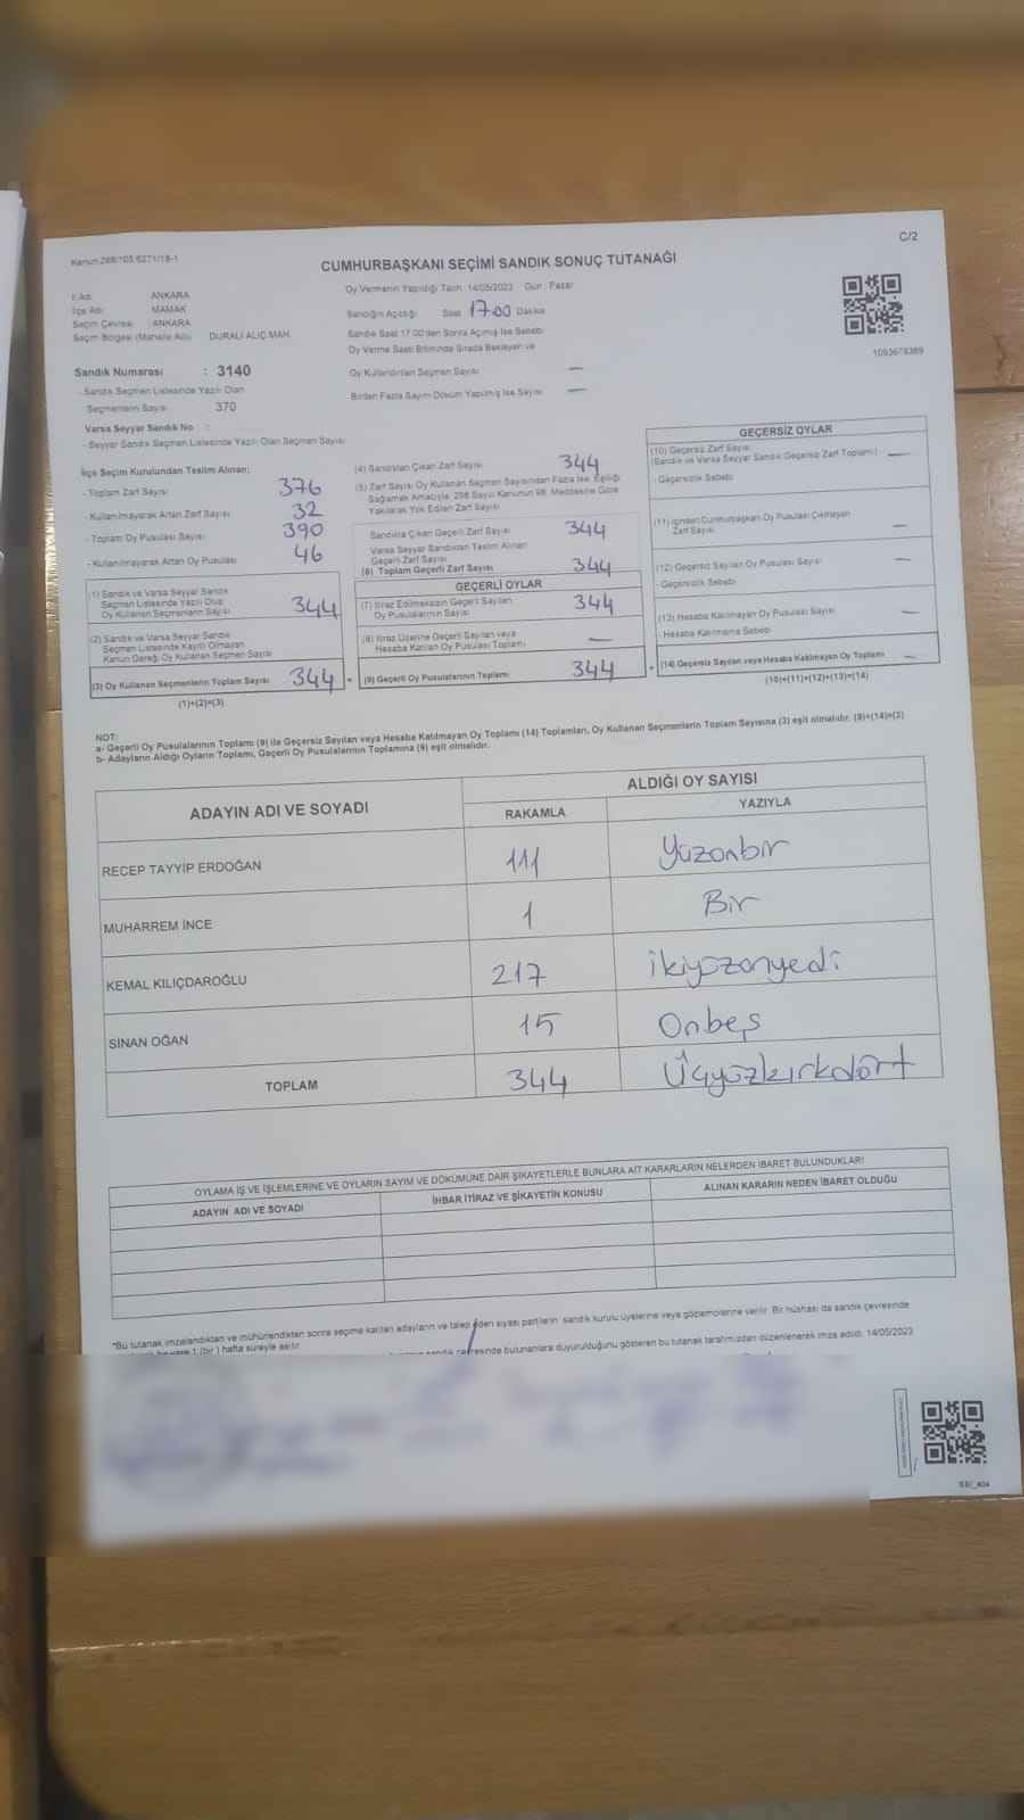 C/2
Kanun:298/105 6271/18-1
CUMHURBAŞKANI SEÇİMİ SANDIK SONUÇ TUTANAĞI
Oy Vermenin Yapıldığı Tarih: 14/05/2023 Gün : Pazar
İl Adı ANKARA
İlçe Adı MAMAK
Seçim Çevresi ANKARA
Seçim Bölgesi (Mahalle Adı) DURALİ ALIÇ MAH.
Sandığın Açıldığı Saat 17:00 Dakika
Sandık Saat 17.00'den Sonra Açılmış İse Sebebi
Oy Verme Saati Bitiminde Sırada Bekleyen ve
Oy Kullandırılan Seçmen Sayısı —
Birden Fazla Sayım Döküm Yapılmış İse Sayısı —
1093678389
Sandık Numarası : 3140
- Sandık Seçmen Listesinde Yazılı Olan
Seçmenlerin Sayısı 370
Varsa Seyyar Sandık No :
- Seyyar Sandık Seçmen Listesinde Yazılı Olan Seçmen Sayısı
İlçe Seçim Kurulundan Teslim Alınan:
- Toplam Zarf Sayısı 376
- Kullanılmayarak Artan Zarf Sayısı 32
- Toplam Oy Pusulası Sayısı 390
- Kullanılmayarak Artan Oy Pusulası 46
(1) Sandık ve Varsa Seyyar Sandık
Seçmen Listesinde Yazılı Olup
Oy Kullanan Seçmenlerin Sayısı 344
(2) Sandık ve Varsa Seyyar Sandık
Seçmen Listesinde Kayıtlı Olmayan
Kanun Gereği Oy Kullanan Seçmen Sayısı
(3) Oy Kullanan Seçmenlerin Toplam Sayısı 344 =
(1)+(2)=(3)
(4) Sandıktan Çıkan Zarf Sayısı 344
(5) Zarf Sayısı Oy Kullanan Seçmen Sayısından Fazla İse, Eşitliği
Sağlamak Amacıyla, 298 Sayılı Kanunun 98. Maddesine Göre
Yakılarak Yok Edilen Zarf Sayısı
Sandıkta Çıkan Geçerli Zarf Sayısı 344
Varsa Seyyar Sandıktan Teslim Alınan
Geçerli Zarf Sayısı
(6) Toplam Geçerli Zarf Sayısı 344
GEÇERLİ OYLAR
(7) İtiraz Edilmeksizin Geçerli Sayılan
Oy Pusulalarının Sayısı 344
(8) İtiraz Üzerine Geçerli Sayılan veya
Hesaba Katılan Oy Pusulası Toplamı —
(9) Geçerli Oy Pusulalarının Toplamı 344 +
GEÇERSİZ OYLAR
(10) Geçersiz Zarf Sayısı
(Sandık ve Varsa Seyyar Sandık Geçersiz Zarf Toplamı) —
- Geçersizlik Sebebi
(11) İçinden Cumhurbaşkanı Oy Pusulası Çıkmayan
Zarf Sayısı —
(12) Geçersiz Sayılan Oy Pusulası Sayısı —
- Geçersizlik Sebebi
(13) Hesaba Katılmayan Oy Pusulası Sayısı —
- Hesaba Katılmama Sebebi
(14) Geçersiz Sayılan veya Hesaba Katılmayan Oy Toplamı —
(10)+(11)+(12)+(13)=(14)
NOT:
a- Geçerli Oy Pusulalarının Toplamı (9) ile Geçersiz Sayılan veya Hesaba Katılmayan Oy Toplamı (14) Toplamları, Oy Kullanan Seçmenlerin Toplam Sayısına (3) eşit olmalıdır. (9)+(14)=(3)
b- Adayların Aldığı Oyların Toplamı, Geçerli Oy Pusulalarının Toplamına (9) eşit olmalıdır.
ADAYIN ADI VE SOYADI ALDIĞI OY SAYISI
RAKAMLA YAZIYLA
RECEP TAYYİP ERDOĞAN 111 Yüzonbir
MUHARREM İNCE 1 Bir
KEMAL KILIÇDAROĞLU 217 ikiyüzonyedi
SİNAN OĞAN 15 Onbeş
TOPLAM 344 Üçyüzkırkdört
OYLAMA İŞ VE İŞLEMLERİNE VE OYLARIN SAYIM VE DÖKÜMÜNE DAİR ŞİKAYETLERLE BUNLARA AİT KARARLARIN NELERDEN İBARET BULUNDUKLARI
ADAYIN ADI VE SOYADI İHBAR İTİRAZ VE ŞİKAYETİN KONUSU ALINAN KARARIN NEDEN İBARET OLDUĞU
*Bu tutanak imzalandıktan ve mühürlendikten sonra seçime katılan adayların ve talep eden siyasi partilerin sandık kurulu üyelerine veya gözlemcilerine verilir. Bir nüshası da sandık çevresinde
1 (bir ) hafta süreyle asılır.
çevresinde bulunanlara duyurulduğunu gösteren bu tutanak tarafımızdan düzenlenerek imza edildi. 14/05/2023